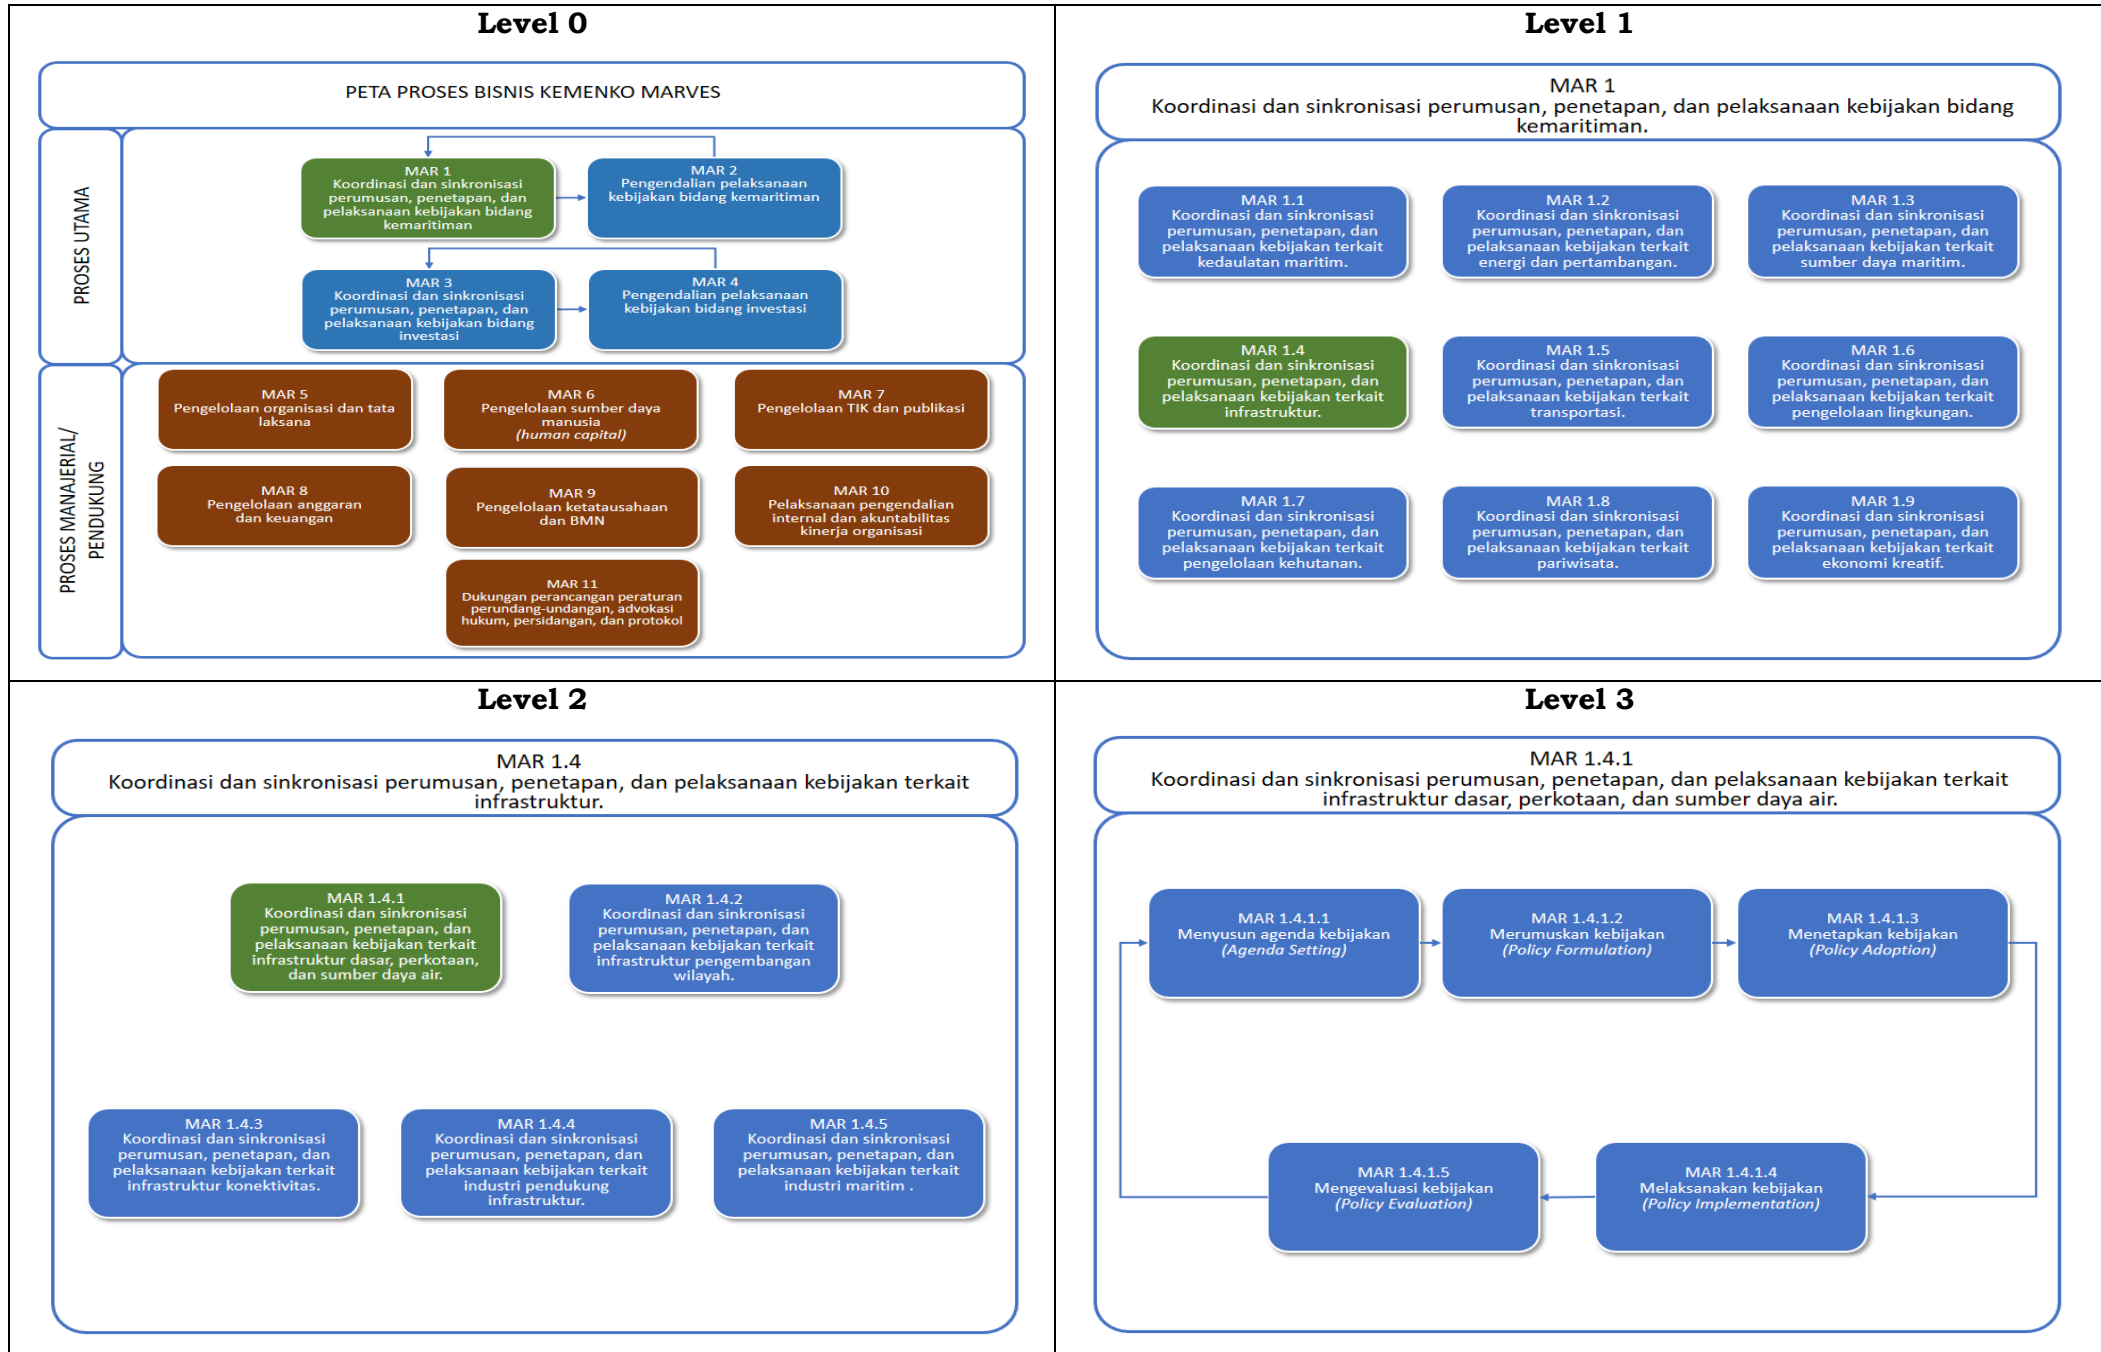 Level 0
PETA PROSES BISNIS KEMENKO MARVES
PROSES UTAMA
MAR 1
Koordinasi dan sinkronisasi
perumusan, penetapan, dan
pelaksanaan kebijakan bidang
kemaritiman
MAR 2
Pengendalian pelaksanaan
kebijakan bidang kemaritiman
MAR 3
Koordinasi dan sinkronisasi
perumusan, penetapan, dan
pelaksanaan kebijakan bidang
investasi
MAR 4
Pengendalian pelaksanaan
kebijakan bidang investasi
PROSES MANAJERIAL/
PENDUKUNG
MAR 5
Pengelolaan organisasi dan tata
laksana
MAR 6
Pengelolaan sumber daya
manusia
(human capital)
MAR 7
Pengelolaan TIK dan publikasi
MAR 8
Pengelolaan anggaran
dan keuangan
MAR 9
Pengelolaan ketatausahaan
dan BMN
MAR 10
Pelaksanaan pengendalian
internal dan akuntabilitas
kinerja organisasi
MAR 11
Dukungan perancangan peraturan
perundang-undangan, advokasi
hukum, persidangan, dan protokol
Level 1
MAR 1
Koordinasi dan sinkronisasi perumusan, penetapan, dan pelaksanaan kebijakan bidang
kemaritiman.
MAR 1.1
Koordinasi dan sinkronisasi
perumusan, penetapan, dan
pelaksanaan kebijakan terkait
kedaulatan maritim.
MAR 1.2
Koordinasi dan sinkronisasi
perumusan, penetapan, dan
pelaksanaan kebijakan terkait
energi dan pertambangan.
MAR 1.3
Koordinasi dan sinkronisasi
perumusan, penetapan, dan
pelaksanaan kebijakan terkait
sumber daya maritim.
MAR 1.4
Koordinasi dan sinkronisasi
perumusan, penetapan, dan
pelaksanaan kebijakan terkait
infrastruktur.
MAR 1.5
Koordinasi dan sinkronisasi
perumusan, penetapan, dan
pelaksanaan kebijakan terkait
transportasi.
MAR 1.6
Koordinasi dan sinkronisasi
perumusan, penetapan, dan
pelaksanaan kebijakan terkait
pengelolaan lingkungan.
MAR 1.7
Koordinasi dan sinkronisasi
perumusan, penetapan, dan
pelaksanaan kebijakan terkait
pengelolaan kehutanan.
MAR 1.8
Koordinasi dan sinkronisasi
perumusan, penetapan, dan
pelaksanaan kebijakan terkait
pariwisata.
MAR 1.9
Koordinasi dan sinkronisasi
perumusan, penetapan, dan
pelaksanaan kebijakan terkait
ekonomi kreatif.
Level 2
MAR 1.4
Koordinasi dan sinkronisasi perumusan, penetapan, dan pelaksanaan kebijakan terkait
infrastruktur.
MAR 1.4.1
Koordinasi dan sinkronisasi
perumusan, penetapan, dan
pelaksanaan kebijakan terkait
infrastruktur dasar, perkotaan,
dan sumber daya air.
MAR 1.4.2
Koordinasi dan sinkronisasi
perumusan, penetapan, dan
pelaksanaan kebijakan terkait
infrastruktur pengembangan
wilayah.
MAR 1.4.3
Koordinasi dan sinkronisasi
perumusan, penetapan, dan
pelaksanaan kebijakan terkait
infrastruktur konektivitas.
MAR 1.4.4
Koordinasi dan sinkronisasi
perumusan, penetapan, dan
pelaksanaan kebijakan terkait
industri pendukung
infrastruktur.
MAR 1.4.5
Koordinasi dan sinkronisasi
perumusan, penetapan, dan
pelaksanaan kebijakan terkait
industri maritim .
Level 3
MAR 1.4.1
Koordinasi dan sinkronisasi perumusan, penetapan, dan pelaksanaan kebijakan terkait
infrastruktur dasar, perkotaan, dan sumber daya air.
MAR 1.4.1.1
Menyusun agenda kebijakan
(Agenda Setting)
MAR 1.4.1.2
Merumuskan kebijakan
(Policy Formulation)
MAR 1.4.1.3
Menetapkan kebijakan
(Policy Adoption)
MAR 1.4.1.5
Mengevaluasi kebijakan
(Policy Evaluation)
MAR 1.4.1.4
Melaksanakan kebijakan
(Policy Implementation)